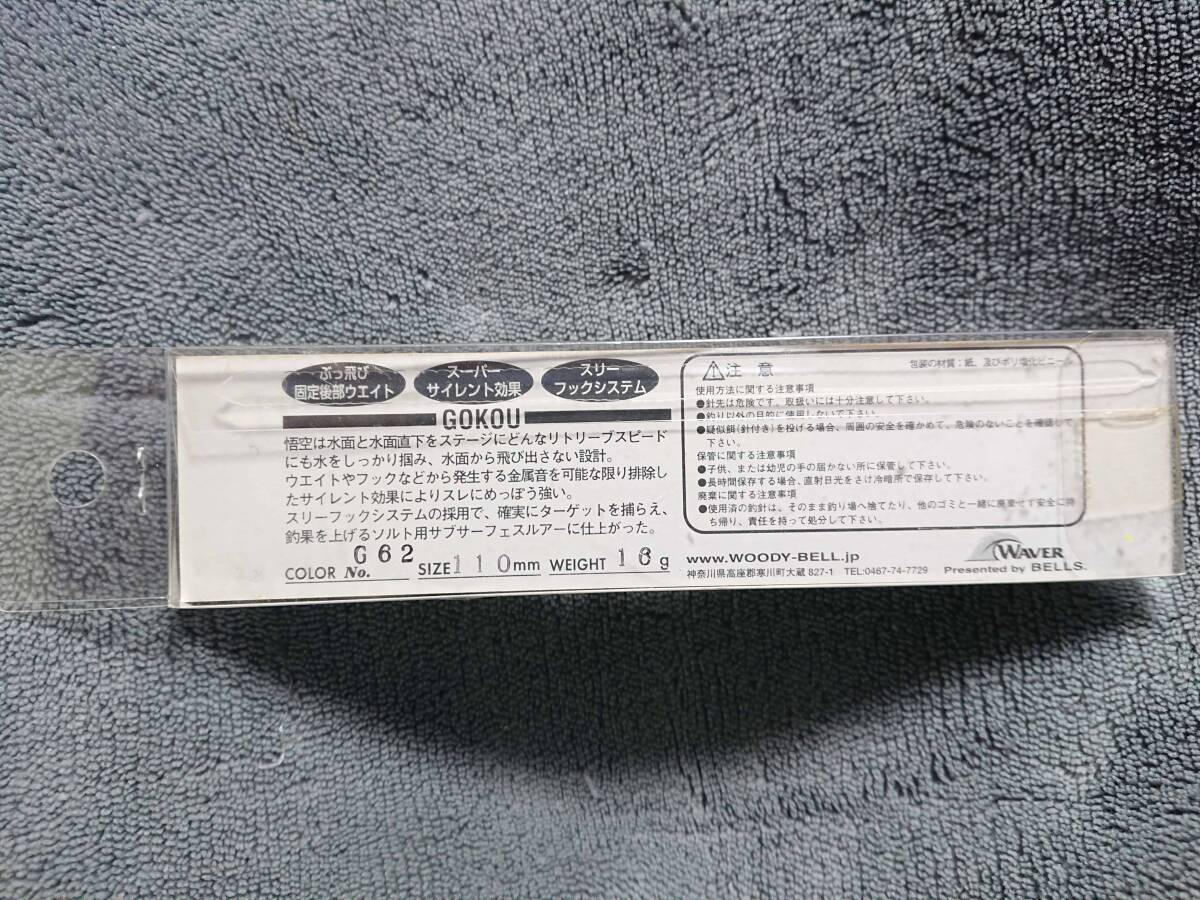 ぶっ飛び
固定後部ウエイト
スーパー
サイレント効果
スリー
フックシステム
GOKOU
悟空は水面と水面直下をステージにどんなリトリーブスピード
にも水をしっかり掴み、水面から飛び出さない設計。
ウエイトやフックなどから発生する金属音を可能な限り排除し
たサイレント効果によりスレにめっぽう強い。
スリーフックシステムの採用で、確実にターゲットを捕らえ、
釣果を上げるソルト用サブサーフェスルアーに仕上がった。
COLOR No. G62 SIZE 110mm WEIGHT 16g
注 意
包装の材質:紙、及びポリ塩化ビニール
使用方法に関する注意事項
●針先は危険です。取扱いには十分注意して下さい。
●釣り以外の目的に使用しないで下さい。
●疑似餌(針付き)を投げる場合、周囲の安全を確かめて、危険のないことを確認して
下さい。
保管に関する注意事項
●子供、または幼児の手の届かない所に保管して下さい。
●長時間保存する場合、直射日光をさけ冷暗所で保存して下さい。
廃棄に関する注意事項
●使用済の釣針は、そのまま釣り場へ捨てたり、他のゴミと一緒に廃棄せず安全に持
ち帰り、責任を持って処分して下さい。
www.WOODY-BELL.jp
神奈川県高座郡寒川町大蔵 827-1 TEL:0467-74-7729
WAVER
Presented by BELLS.